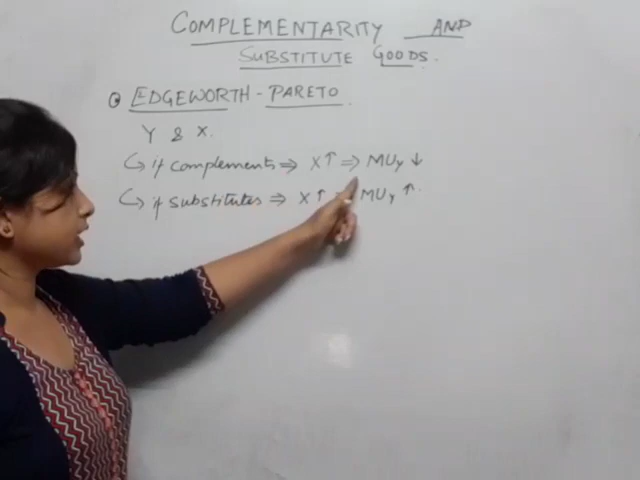 COMPLEMENTARITY AND
SUBSTITUTE GOODS.
EDGEWORTH - PARETO
Y & X.
↳ if complements ⇒ X↑ ⇒ MUy ↓
↳ if substitutes ⇒ X↑ MUy ↑